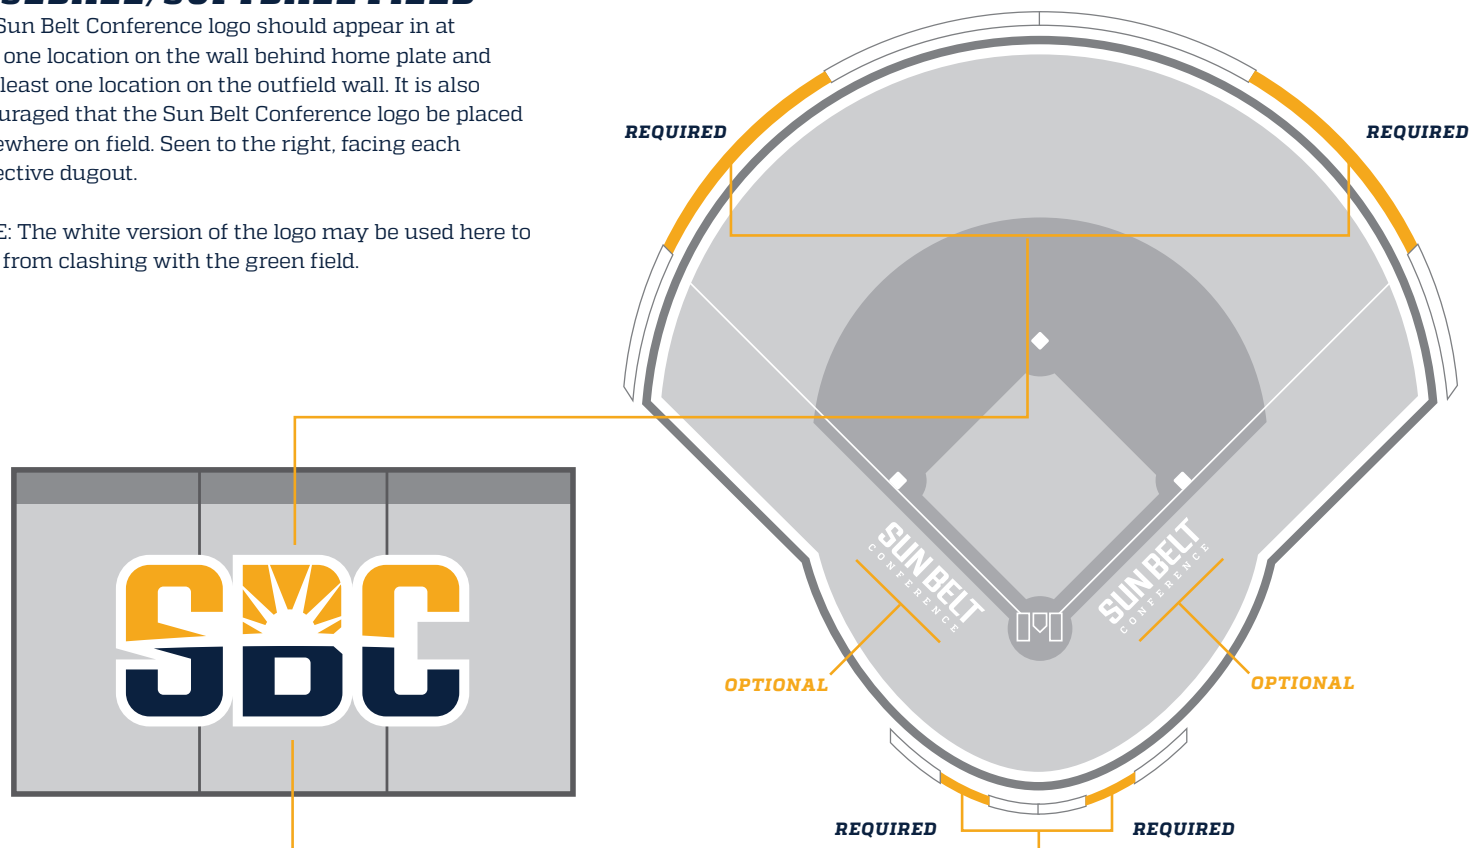 Sun Belt Conference logo should appear in at
one location on the wall behind home plate and
least one location on the outfield wall. It is also
uraged that the Sun Belt Conference logo be placed
ewhere on field. Seen to the right, facing each
ective dugout.
E: The white version of the logo may be used here to
from clashing with the green field.
REQUIRED
REQUIRED
SBC
SUN BELT
CONFERENCE
SUN BELT
CONFERENCE
OPTIONAL
OPTIONAL
REQUIRED
REQUIRED